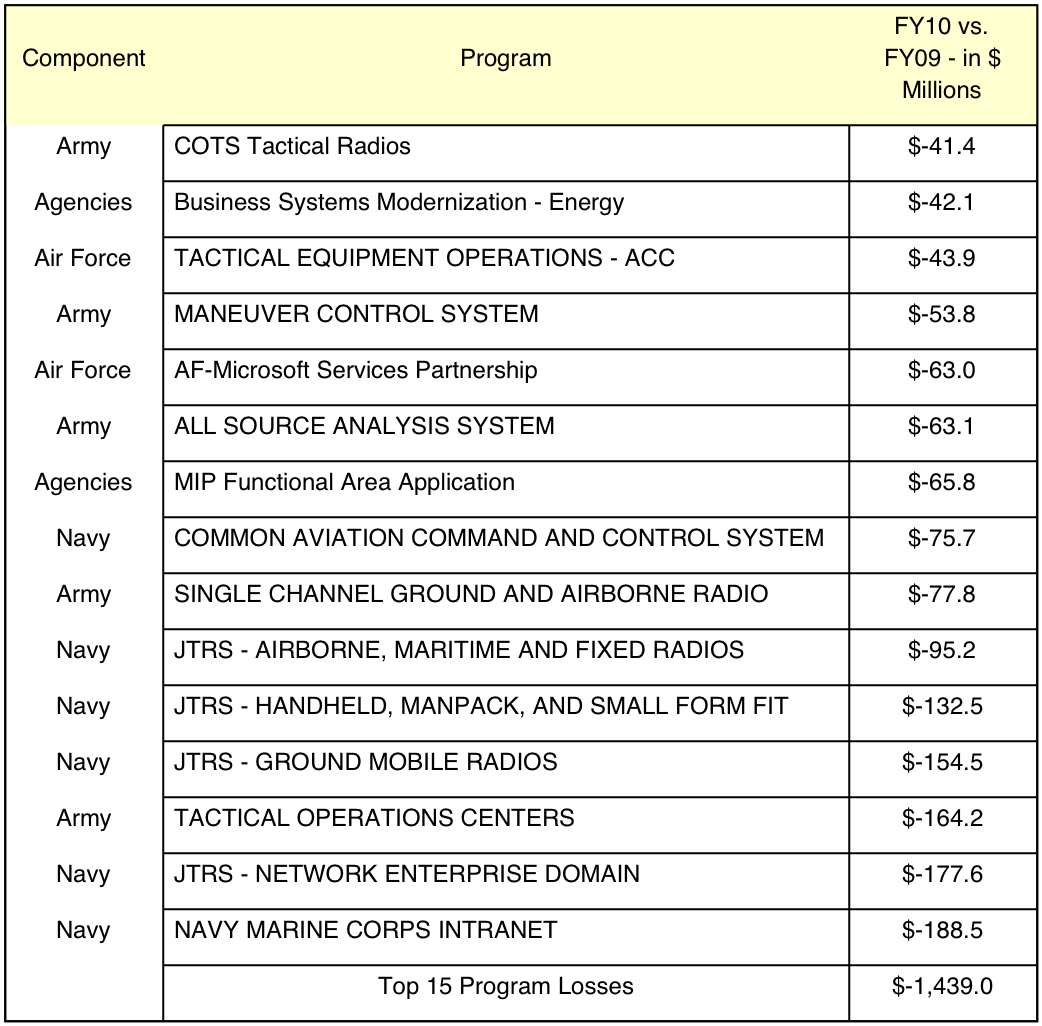 Component Program FY10 vs.
FY09 - in $
Millions
Army COTS Tactical Radios $-41.4
Agencies Business Systems Modernization - Energy $-42.1
Air Force TACTICAL EQUIPMENT OPERATIONS - ACC $-43.9
Army MANEUVER CONTROL SYSTEM $-53.8
Air Force AF-Microsoft Services Partnership $-63.0
Army ALL SOURCE ANALYSIS SYSTEM $-63.1
Agencies MIP Functional Area Application $-65.8
Navy COMMON AVIATION COMMAND AND CONTROL SYSTEM $-75.7
Army SINGLE CHANNEL GROUND AND AIRBORNE RADIO $-77.8
Navy JTRS - AIRBORNE, MARITIME AND FIXED RADIOS $-95.2
Navy JTRS - HANDHELD, MANPACK, AND SMALL FORM FIT $-132.5
Navy JTRS - GROUND MOBILE RADIOS $-154.5
Army TACTICAL OPERATIONS CENTERS $-164.2
Navy JTRS - NETWORK ENTERPRISE DOMAIN $-177.6
Navy NAVY MARINE CORPS INTRANET $-188.5
Top 15 Program Losses $-1,439.0